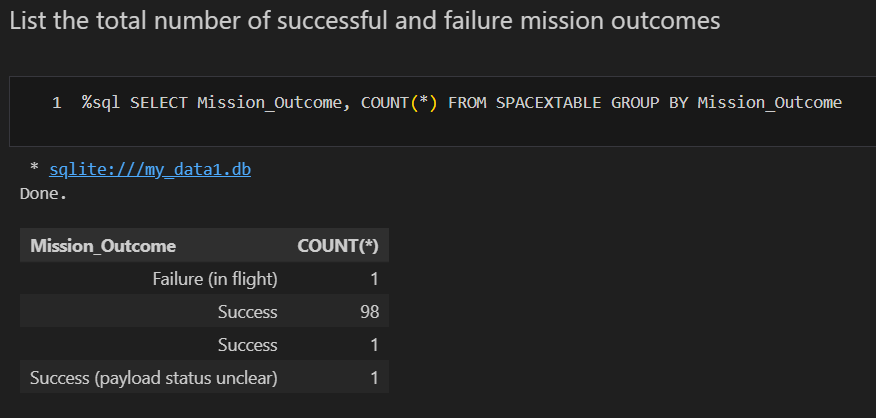 List the total number of successful and failure mission outcomes
1 %sql SELECT Mission_Outcome, COUNT(*) FROM SPACEXTABLE GROUP BY Mission_Outcome
* sqlite:///my_data1.db
Done.
Mission_Outcome COUNT(*)
Failure (in flight) 1
Success 98
Success 1
Success (payload status unclear) 1